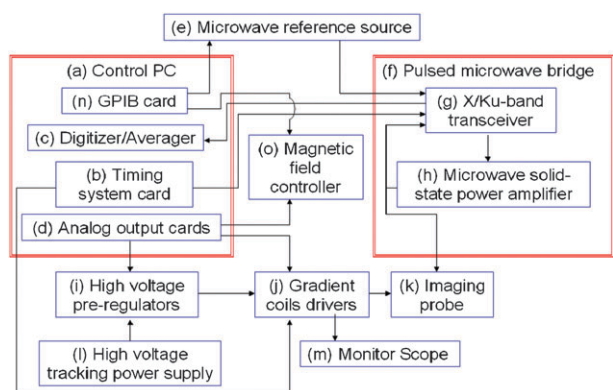 (e) Microwave reference source
(a) Control PC
(f) Pulsed microwave bridge
(n) GPIB card
(g) X/Ku-band
transceiver
(c) Digitizer/Averager
(o) Magnetic
field
controller
(b) Timing
system card
(h) Microwave solid-
state power amplifier
(d) Analog output cards
(i) High voltage
pre-regulators
(j) Gradient
coils drivers
(k) Imaging
probe
(l) High voltage
tracking power supply
(m) Monitor Scope